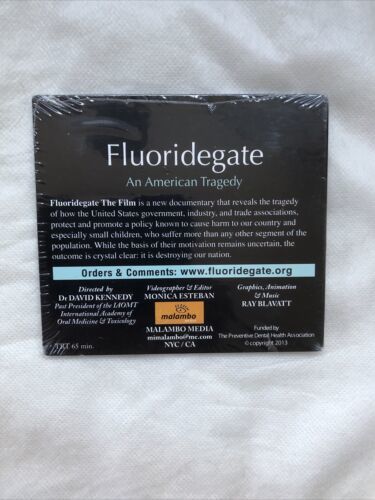 Fluoridegate
An American Tragedy
Fluoridegate The Film is a new documentary that reveals the tragedy
of how the United States government, industry, and trade associations,
protect and promote a policy known to cause harm to our country and
especially small children, who suffer more than any other segment of the
population. While the basis of their motivation remains uncertain, the
outcome is crystal clear: it is destroying our nation.
Orders & Comments: www.fluoridegate.org
Directed by
Dr DAVID KENNEDY
Past President of the IAOMT
International Academy of
Oral Medicine & Toxicology
Videographer & Editor
MONICA ESTEBAN
malambo
MALAMBO MEDIA
mimalambo@me.com
NYC / CA
Graphics, Animation
& Music
RAY BLAVATT
Funded by
The Preventive Dental Health Association
© copyright 2013
TRT 65 min.